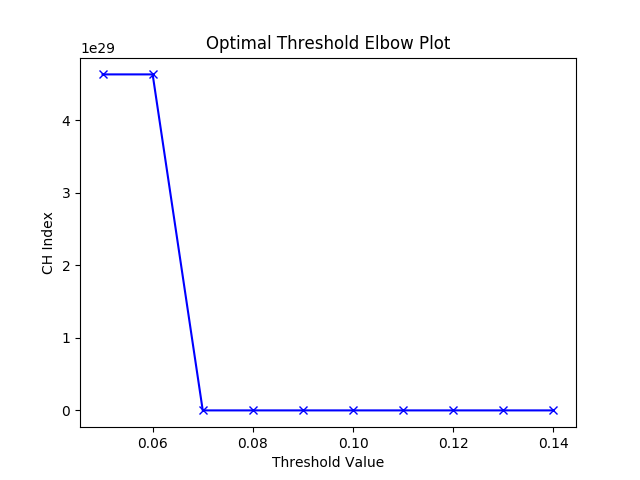 Optimal Threshold Elbow Plot
1e29
4
3
2
1
0
CH Index
0.06 0.08 0.10 0.12 0.14
Threshold Value